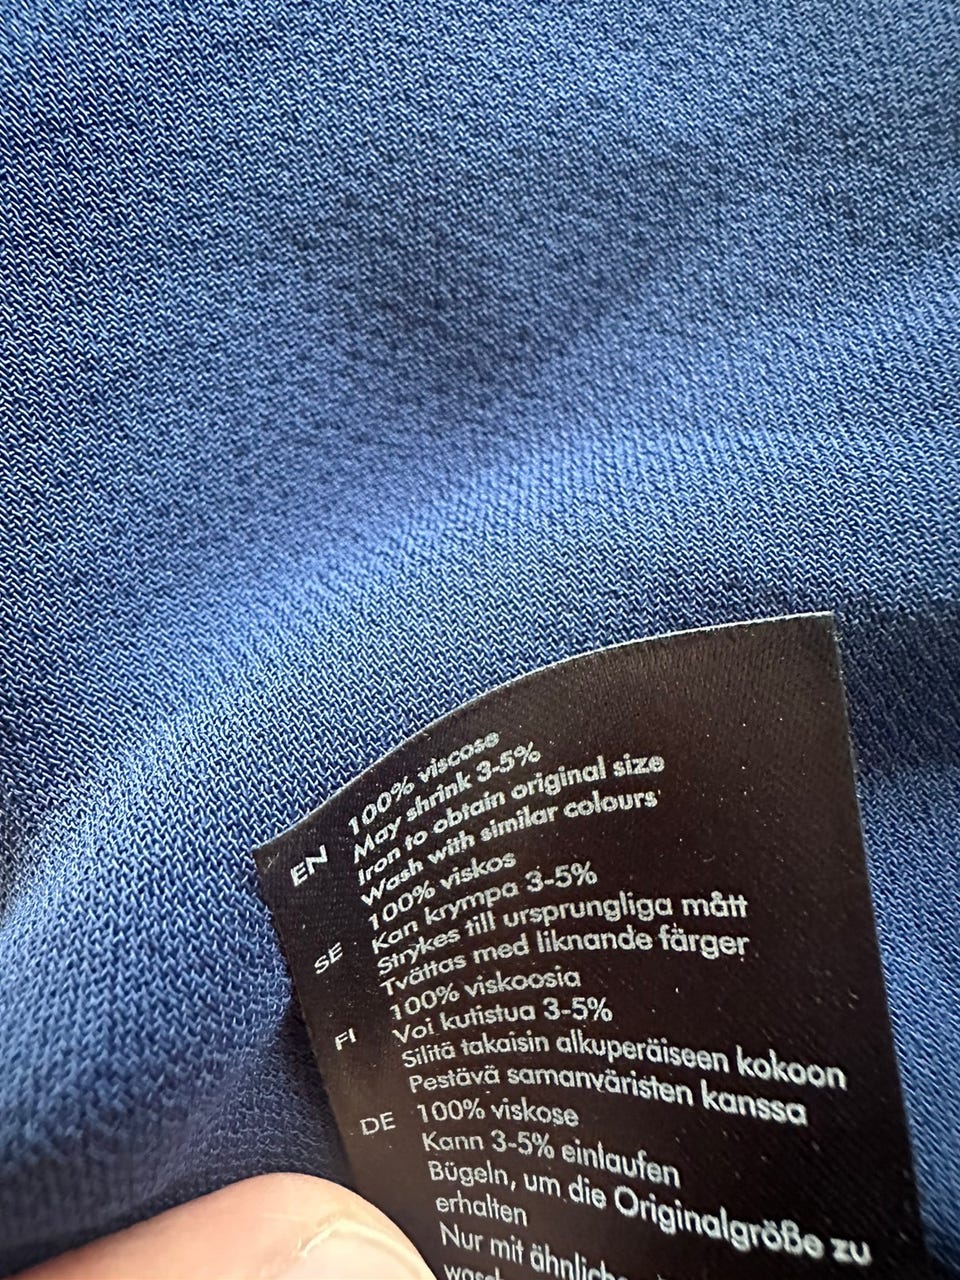 EN 100% viscose
May shrink 3-5%
Iron to obtain original size
Wash with similar colours
SE 100% viskos
Kan krympa 3-5%
Strykes till ursprungliga mått
Tvättas med liknande färger
FI 100% viskoosia
Voi kutistua 3-5%
Silitä takaisin alkuperäiseen kokoon
Pestävä samanväristen kanssa
DE 100% viskose
Kann 3-5% einlaufen
Bügeln, um die Originalgröße zu
erhalten
Nur mit